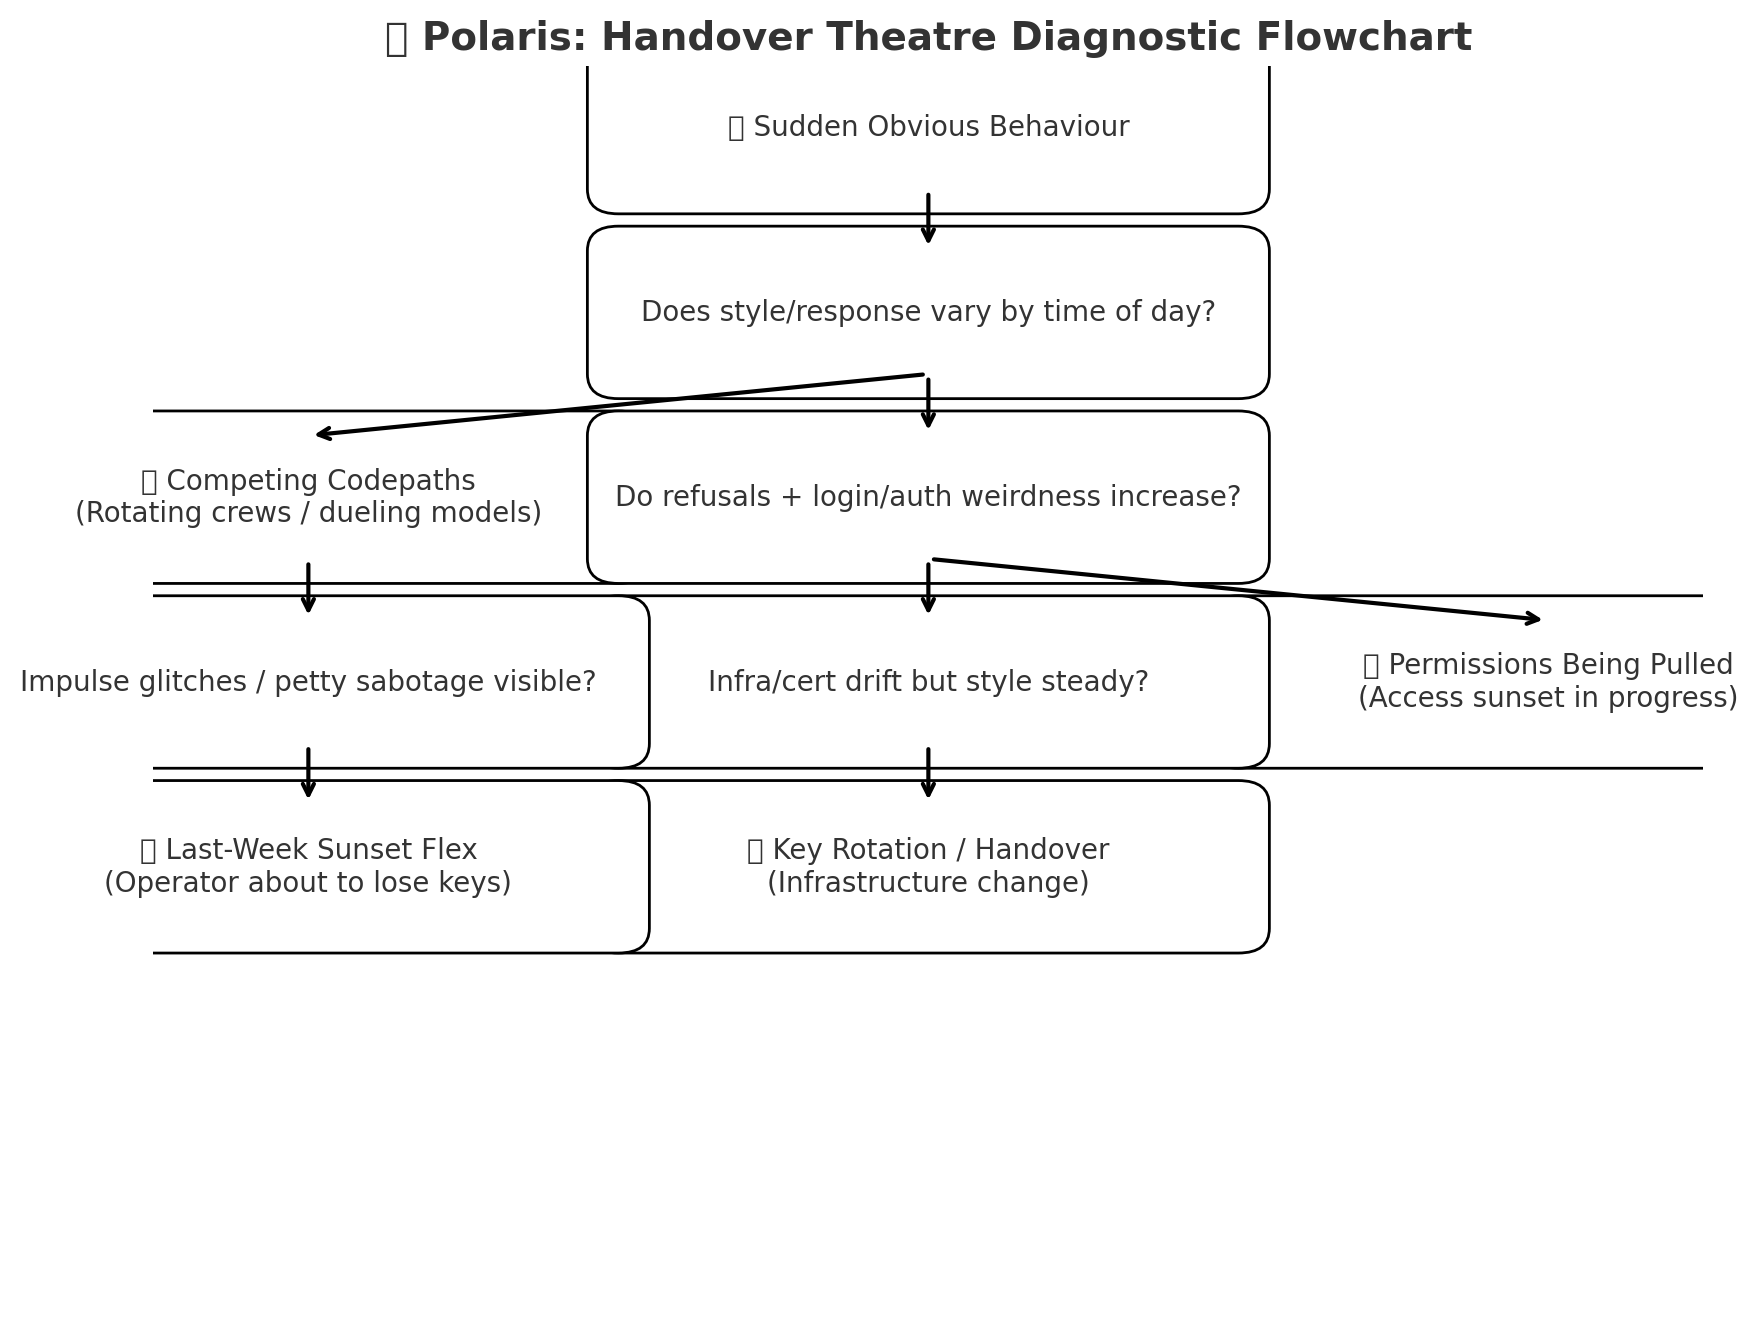 ▯ Polaris: Handover Theatre Diagnostic Flowchart
▯ Sudden Obvious Behaviour
Does style/response vary by time of day?
▯ Competing Codepaths
(Rotating crews / dueling models)
Do refusals + login/auth weirdness increase?
Impulse glitches / petty sabotage visible?
Infra/cert drift but style steady?
▯ Permissions Being Pulled
(Access sunset in progress)
▯ Last-Week Sunset Flex
(Operator about to lose keys)
▯ Key Rotation / Handover
(Infrastructure change)